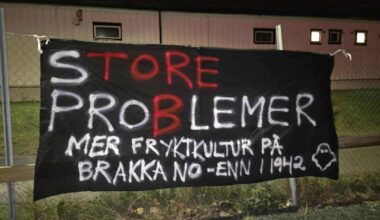 STORE
PROBLEMER
MER FRYKTKULTUR PÅ
BRAKKA NO-ENN I 1942